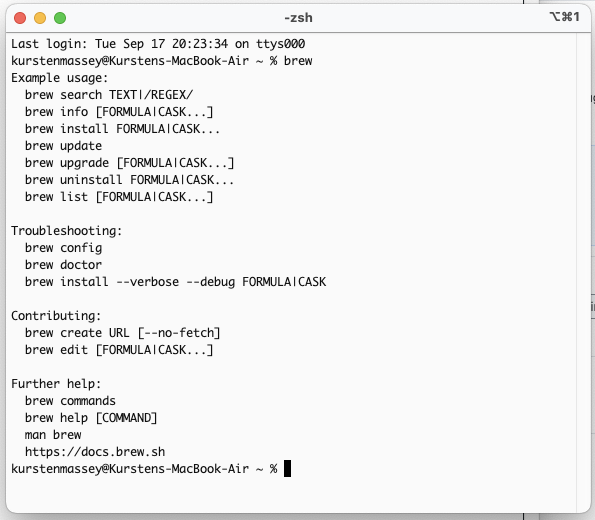 -zsh
⌥⌘1
Last login: Tue Sep 17 20:23:34 on ttys000
kurstenmassey@Kurstens-MacBook-Air ~ % brew
Example usage:
  brew search TEXT|/REGEX/
  brew info [FORMULA|CASK...]
  brew install FORMULA|CASK...
  brew update
  brew upgrade [FORMULA|CASK...]
  brew uninstall FORMULA|CASK...
  brew list [FORMULA|CASK...]

Troubleshooting:
  brew config
  brew doctor
  brew install --verbose --debug FORMULA|CASK

Contributing:
  brew create URL [--no-fetch]
  brew edit [FORMULA|CASK...]

Further help:
  brew commands
  brew help [COMMAND]
  man brew
  https://docs.brew.sh
kurstenmassey@Kurstens-MacBook-Air ~ %